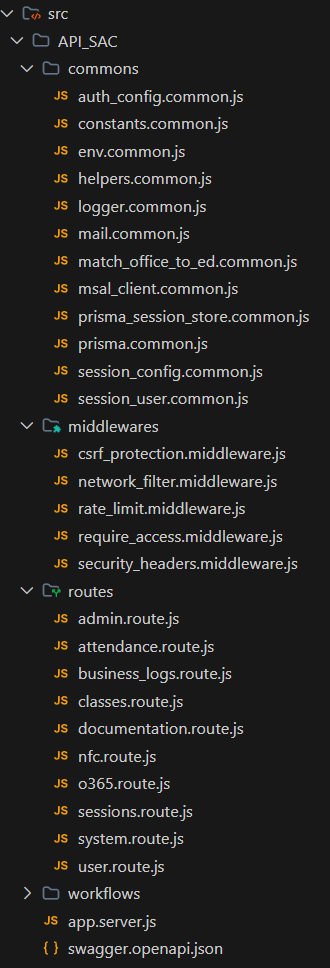 src
API_SAC
commons
JS auth_config.common.js
JS constants.common.js
JS env.common.js
JS helpers.common.js
JS logger.common.js
JS mail.common.js
JS match_office_to_ed.common.js
JS msal_client.common.js
JS prisma_session_store.common.js
JS prisma.common.js
JS session_config.common.js
JS session_user.common.js
middlewares
JS csrf_protection.middleware.js
JS network_filter.middleware.js
JS rate_limit.middleware.js
JS require_access.middleware.js
JS security_headers.middleware.js
routes
JS admin.route.js
JS attendance.route.js
JS business_logs.route.js
JS classes.route.js
JS documentation.route.js
JS nfc.route.js
JS o365.route.js
JS sessions.route.js
JS system.route.js
JS user.route.js
workflows
JS app.server.js
{ } swagger.openapi.json